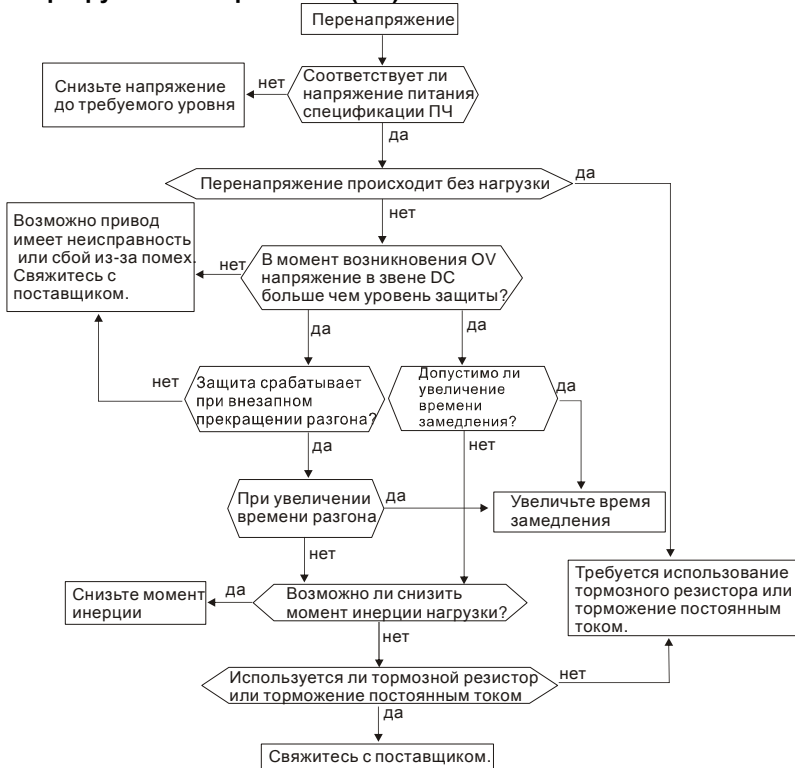 Перенапряжение
Соответствует ли
напряжение питания
спецификации ПЧ
нет
Снизьте напряжение
до требуемого уровня
да
Перенапряжение происходит без нагрузки
да
нет
Возможно привод
имеет неисправность
или сбой из-за помех.
Свяжитесь с
поставщиком.
нет
В момент возникновения OV
напряжение в звене DC
больше чем уровень защиты?
да
да
нет
Защита срабатывает
при внезапном
прекращении разгона?
Допустимо ли
увеличение
времени
замедления?
да
да
нет
При увеличении
времени разгона
да
Увеличьте время
замедления
нет
Требуется использование
тормозного резистора или
торможение постоянным
током.
Снизьте момент
инерции
да
Возможно ли снизить
момент инерции нагрузки?
нет
Используется ли тормозной резистор
или торможение постоянным током
нет
да
Свяжитесь с поставщиком.